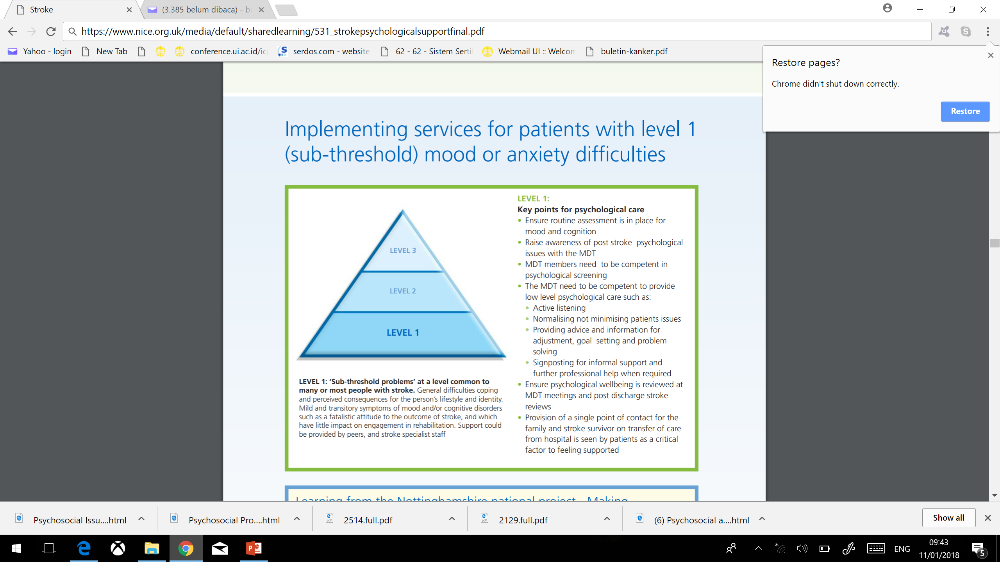 Stroke
(3.385 belum dibaca) - b
https://www.nice.org.uk/media/default/sharedlearning/531_strokepsychologicalsupportfinal.pdf
Yahoo - login
New Tab
conference.ui.ac.id/ic
serdos.com - website
62 - 62 - Sistem Serti
Webmail UI :: Welcom
buletin-kanker.pdf
Restore pages?
Chrome didn't shut down correctly.
Restore
Implementing services for patients with level 1
(sub-threshold) mood or anxiety difficulties
LEVEL 3
LEVEL 2
LEVEL 1
LEVEL 1: ‘Sub-threshold problems’ at a level common to
many or most people with stroke. General difficulties coping
and perceived consequences for the person’s lifestyle and identity.
Mild and transitory symptoms of mood and/or cognitive disorders
such as a fatalistic attitude to the outcome of stroke, and which
have little impact on engagement in rehabilitation. Support could
be provided by peers, and stroke specialist staff
LEVEL 1:
Key points for psychological care
• Ensure routine assessment is in place for
mood and cognition
• Raise awareness of post stroke psychological
issues with the MDT
• MDT members need to be competent in
psychological screening
• The MDT need to be competent to provide
low level psychological care such as:
• Active listening
• Normalising not minimising patients issues
• Providing advice and information for
adjustment, goal setting and problem
solving
• Signposting for informal support and
further professional help when required
• Ensure psychological wellbeing is reviewed at
MDT meetings and post discharge stroke
reviews
• Provision of a single point of contact for the
family and stroke survivor on transfer of care
from hospital is seen by patients as a critical
factor to feeling supported
Learning from the Nottinghamshire national project - Making
Psychosocial Issu....html
Psychosocial Pro....html
2514.full.pdf
2129.full.pdf
(6) Psychosocial a....html
Show all
ENG
09:43
11/01/2018
5